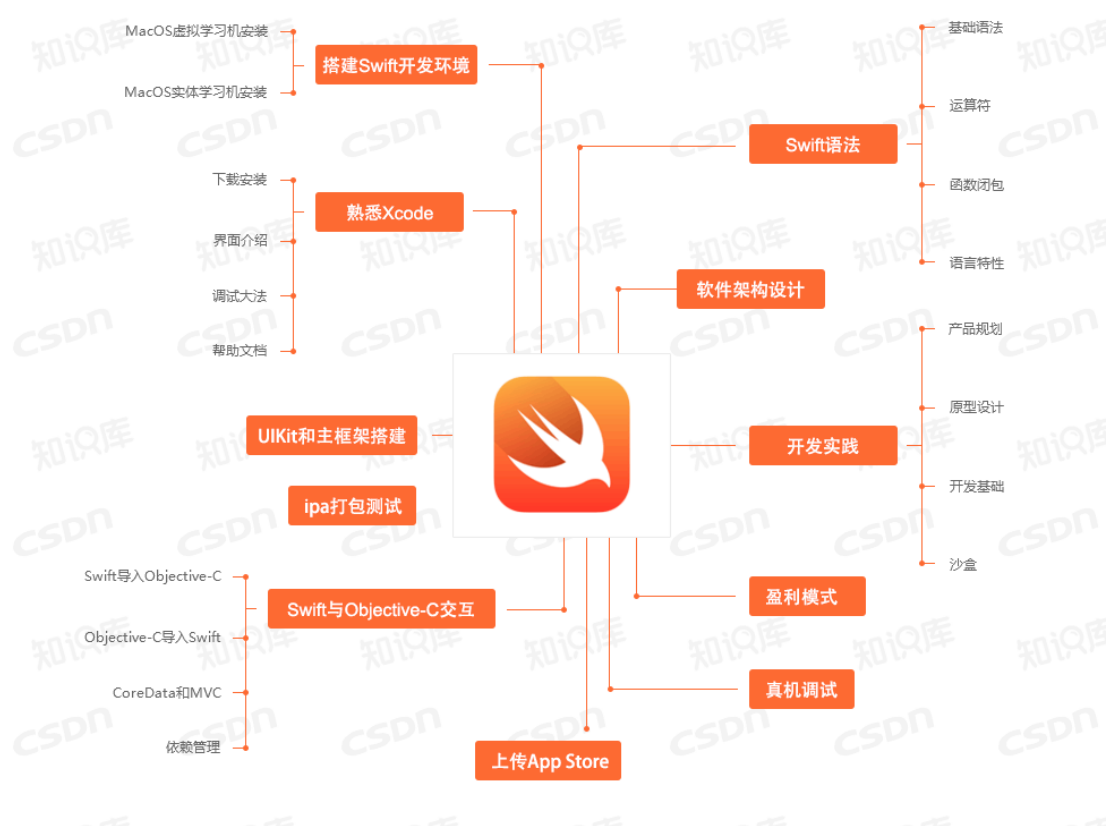 MacOS虚拟学习机安装
搭建Swift开发环境
MacOS实体学习机安装
下载安装
熟悉Xcode
界面介绍
调试大法
帮助文档
UIKit和主框架搭建
ipa打包测试
Swift导入Objective-C
Swift与Objective-C交互
Objective-C导入Swift
CoreData和MVC
依赖管理
上传App Store
基础语法
运算符
Swift语法
函数闭包
语言特性
软件架构设计
产品规划
原型设计
开发实践
开发基础
沙盒
盈利模式
真机调试
知识库
CSDN